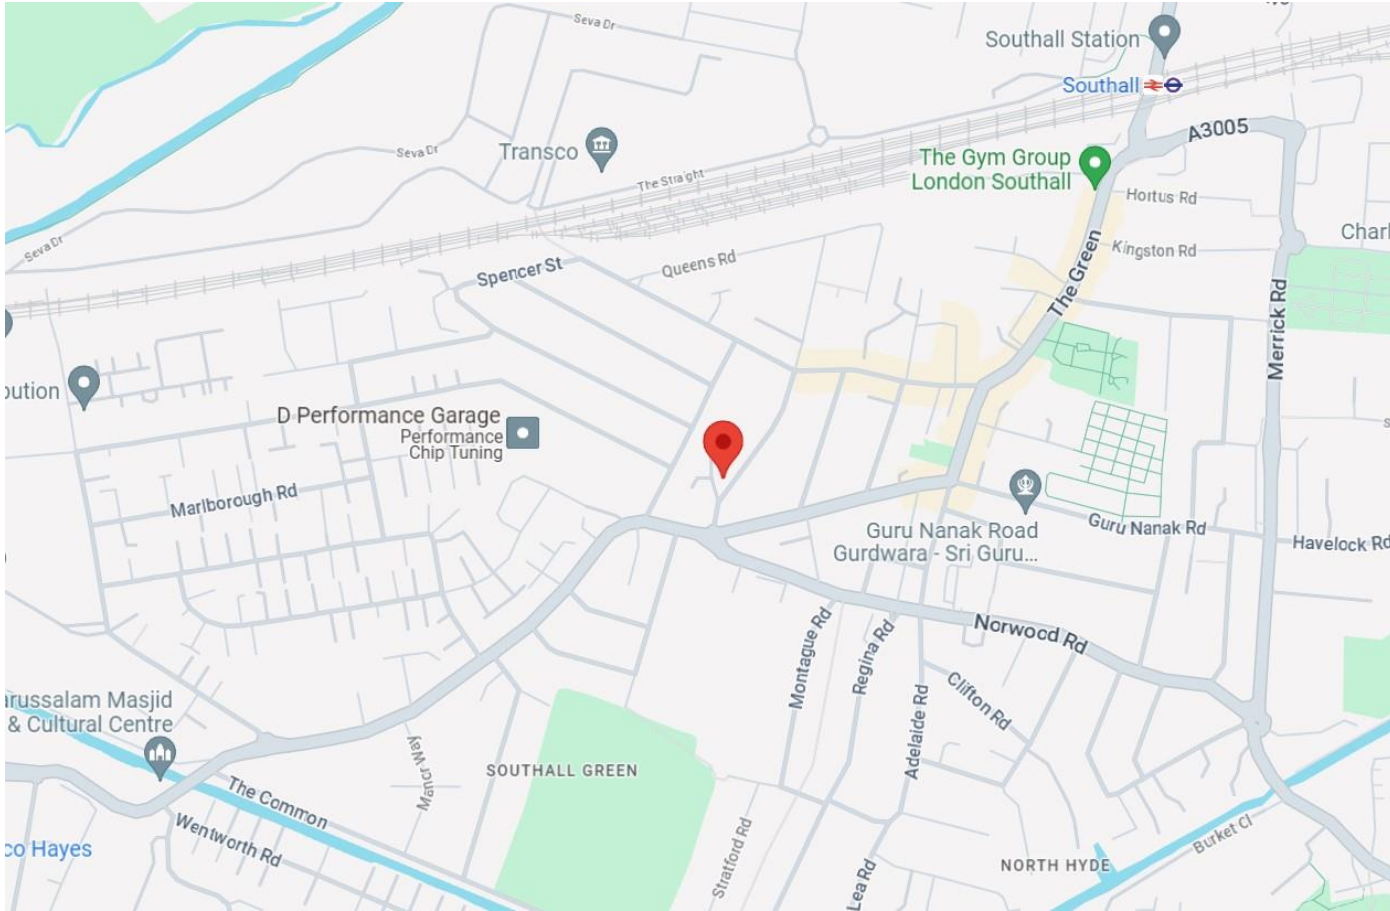 Seva Dr
Southall Station
Southall
A3005
Seva Dr
Transco
The Straight
The Gym Group
London Southall
Hortus Rd
Seva Dr
Kingston Rd
Charl
Spencer St
Queens Rd
The Green
Merrick Rd
oution
D Performance Garage
Performance
Chip Tuning
Marlborough Rd
Guru Nanak Road
Gurdwara - Sri Guru...
Guru Nanak Rd
Havelock Rd
Norwood Rd
Montague Rd
Regina Rd
Adelaide Rd
Clifton Rd
arussalam Masjid
& Cultural Centre
Manor Way
SOUTHALL GREEN
The Common
Wentworth Rd
co Hayes
Stratford Rd
Lea Rd
NORTH HYDE
Burket Cl